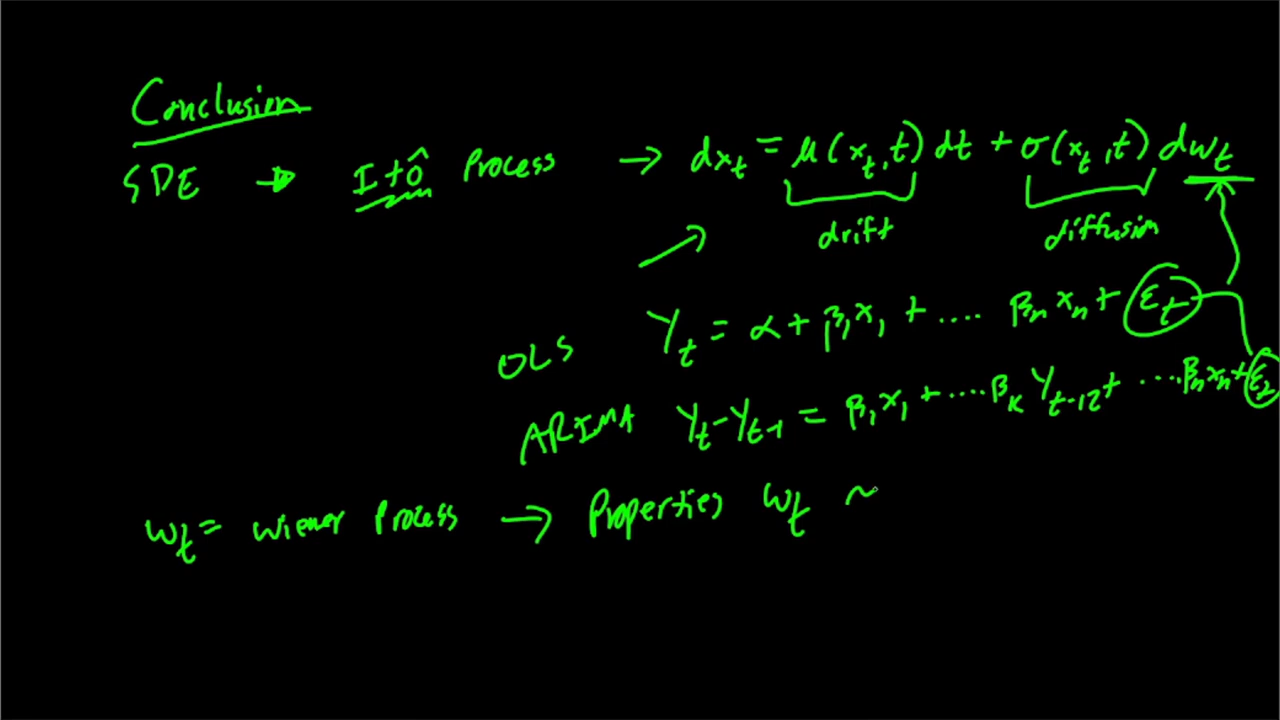 Conclusion
SDE → Itô Process → dx_t = μ(x_t,t)dt + σ(x_t,t)dw_t
drift diffusion
OLS Y_t = α + β_1x_1 + .... β_nx_n + ε_t
ARIMA Y_t - Y_t-1 = β_1x_1 + .... β_k Y_t-12 + .... β_nx_n + ε_t
w_t = Wiener Process → Properties w_t ~